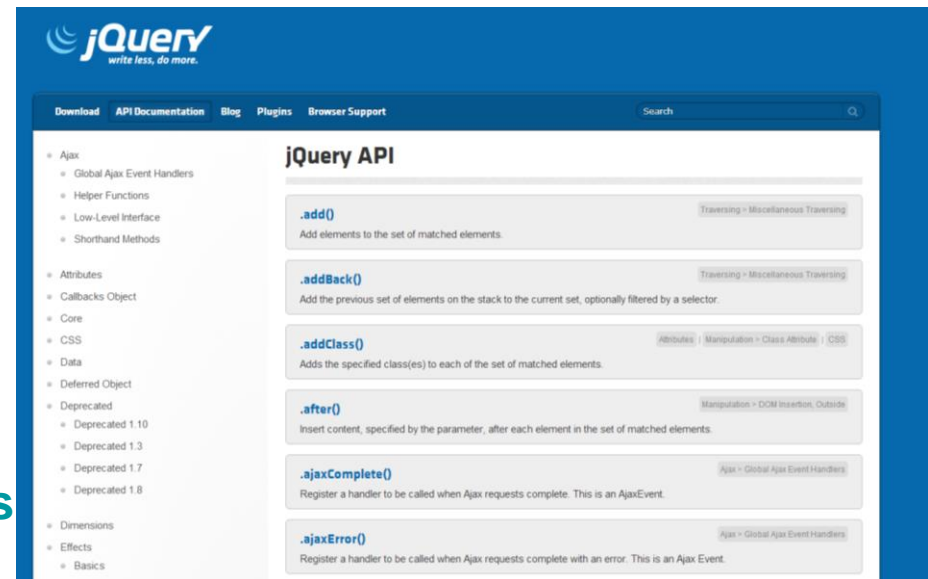 jQuery
write less, do more.
Download API Documentation Blog Plugins Browser Support Search
Ajax
Global Ajax Event Handlers
Helper Functions
Low-Level Interface
Shorthand Methods
Attributes
Callbacks Object
Core
CSS
Data
Deferred Object
Deprecated
Deprecated 1.10
Deprecated 1.3
Deprecated 1.7
Deprecated 1.8
Dimensions
Effects
Basics
s
jQuery API
.add() Traversing > Miscellaneous Traversing
Add elements to the set of matched elements.
.addBack() Traversing > Miscellaneous Traversing
Add the previous set of elements on the stack to the current set, optionally filtered by a selector.
.addClass() Attributes | Manipulation > Class Attribute | CSS
Adds the specified class(es) to each of the set of matched elements.
.after() Manipulation > DOM Insertion, Outside
Insert content, specified by the parameter, after each element in the set of matched elements.
.ajaxComplete() Ajax > Global Ajax Event Handlers
Register a handler to be called when Ajax requests complete. This is an AjaxEvent.
.ajaxError() Ajax > Global Ajax Event Handlers
Register a handler to be called when Ajax requests complete with an error. This is an Ajax Event.